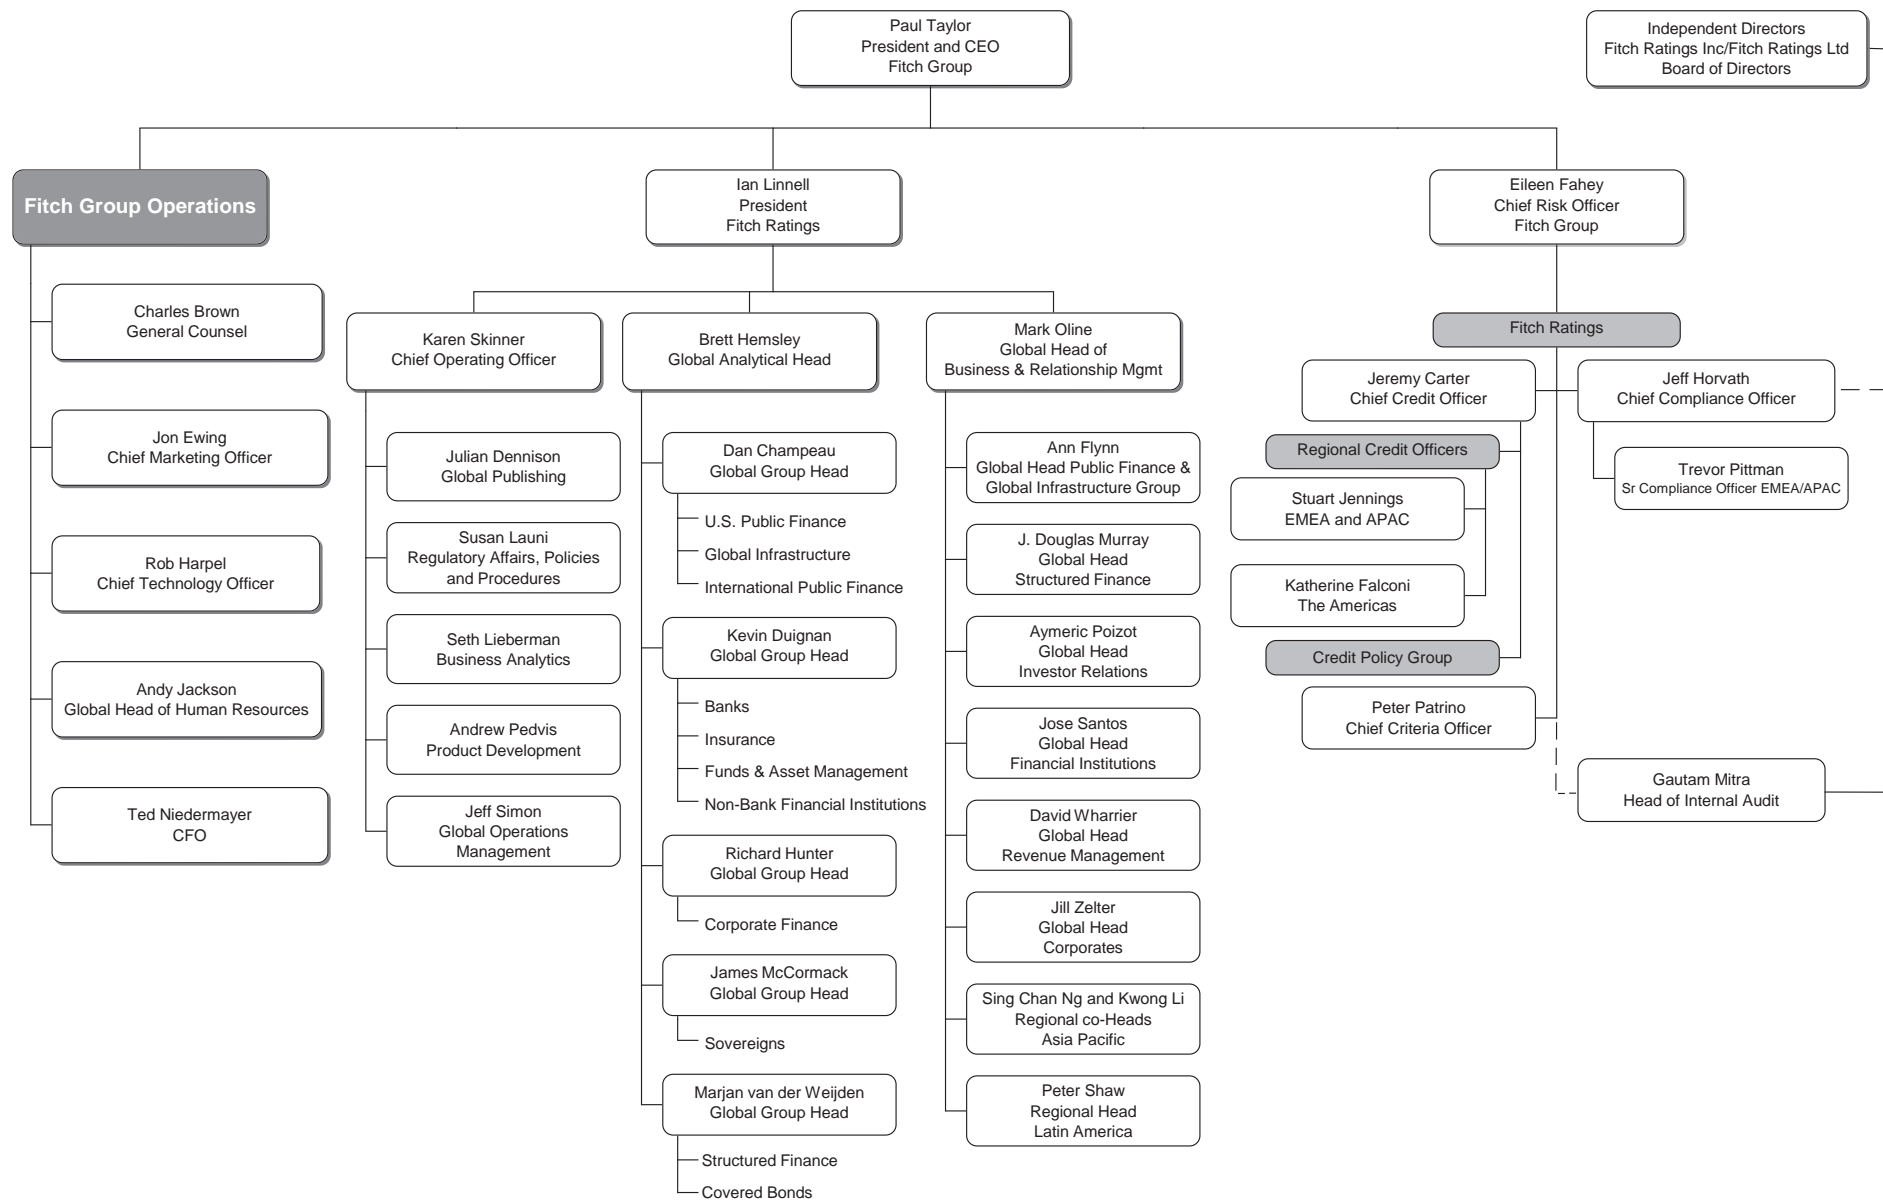 Paul Taylor
President and CEO
Fitch Group
Independent Directors
Fitch Ratings Inc/Fitch Ratings Ltd
Board of Directors
Fitch Group Operations
Charles Brown
General Counsel
Jon Ewing
Chief Marketing Officer
Rob Harpel
Chief Technology Officer
Andy Jackson
Global Head of Human Resources
Ted Niedermayer
CFO
Ian Linnell
President
Fitch Ratings
Karen Skinner
Chief Operating Officer
Julian Dennison
Global Publishing
Susan Launi
Regulatory Affairs, Policies
and Procedures
Seth Lieberman
Business Analytics
Andrew Pedvis
Product Development
Jeff Simon
Global Operations
Management
Brett Hemsley
Global Analytical Head
Dan Champeau
Global Group Head
U.S. Public Finance
Global Infrastructure
International Public Finance
Kevin Duignan
Global Group Head
Banks
Insurance
Funds & Asset Management
Non-Bank Financial Institutions
Richard Hunter
Global Group Head
Corporate Finance
James McCormack
Global Group Head
Sovereigns
Marjan van der Weijden
Global Group Head
Structured Finance
Covered Bonds
Mark Oline
Global Head of
Business & Relationship Mgmt
Ann Flynn
Global Head Public Finance &
Global Infrastructure Group
J. Douglas Murray
Global Head
Structured Finance
Aymeric Poizot
Global Head
Investor Relations
Jose Santos
Global Head
Financial Institutions
David Wharrier
Global Head
Revenue Management
Jill Zelter
Global Head
Corporates
Sing Chan Ng and Kwong Li
Regional co-Heads
Asia Pacific
Peter Shaw
Regional Head
Latin America
Eileen Fahey
Chief Risk Officer
Fitch Group
Fitch Ratings
Jeremy Carter
Chief Credit Officer
Regional Credit Officers
Stuart Jennings
EMEA and APAC
Katherine Falconi
The Americas
Credit Policy Group
Peter Patrino
Chief Criteria Officer
Jeff Horvath
Chief Compliance Officer
Trevor Pittman
Sr Compliance Officer EMEA/APAC
Gautam Mitra
Head of Internal Audit